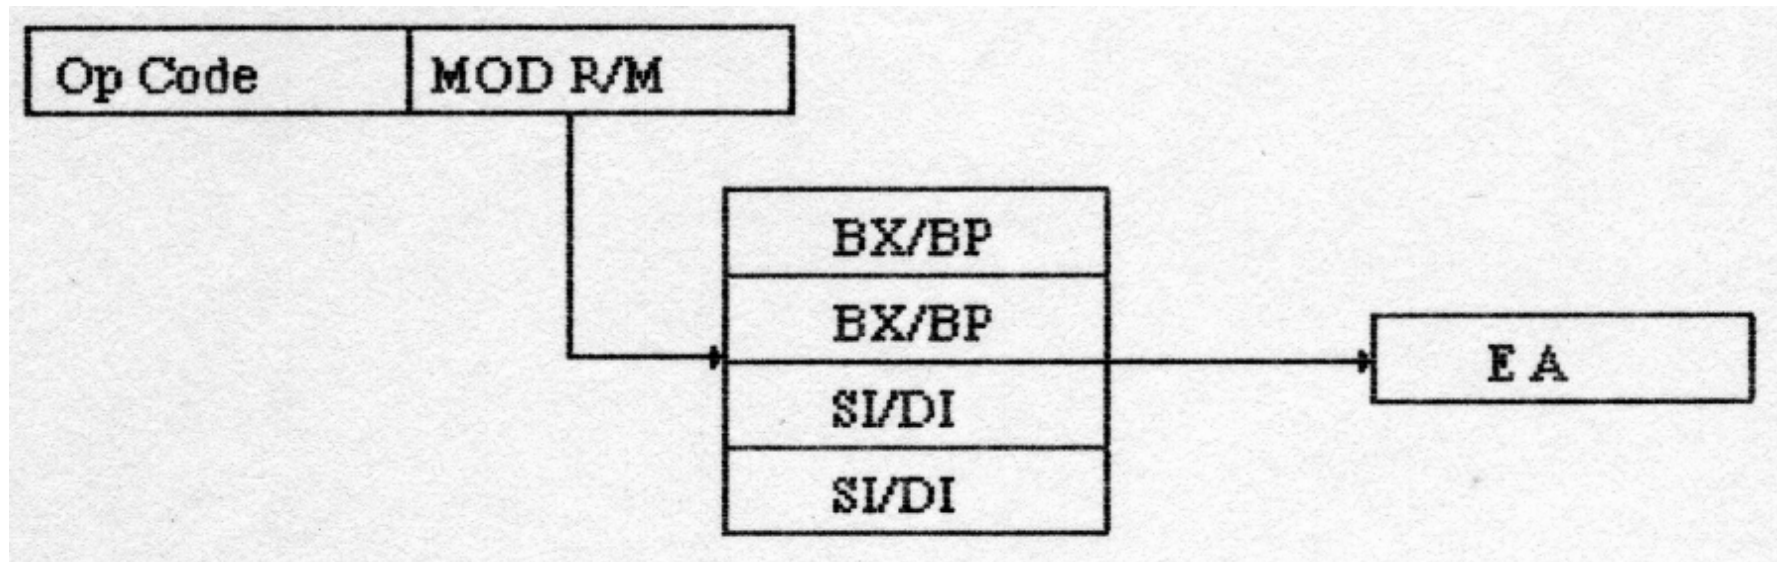 Op Code
MOD R/M
BX/BP
BX/BP
SI/DI
SI/DI
E A